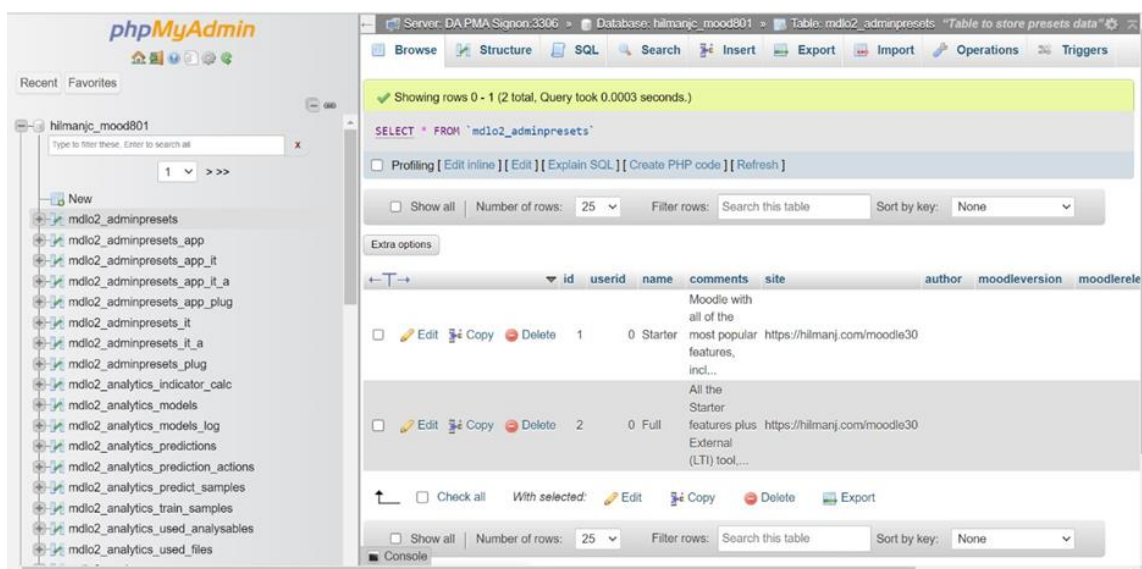 phpMyAdmin
Recent Favorites
hilmanjc_mood801
Type to filter these, Enter to search all X
1 > >>
New
mdlo2_adminpresets
mdlo2_adminpresets_app
mdlo2_adminpresets_app_it
mdlo2_adminpresets_app_it_a
mdlo2_adminpresets_app_plug
mdlo2_adminpresets_it
mdlo2_adminpresets_it_a
mdlo2_adminpresets_plug
mdlo2_analytics_indicator_calc
mdlo2_analytics_models
mdlo2_analytics_models_log
mdlo2_analytics_predictions
mdlo2_analytics_prediction_actions
mdlo2_analytics_predict_samples
mdlo2_analytics_train_samples
mdlo2_analytics_used_analysables
mdlo2_analytics_used_files
Server: DA PMA Signon:3306 » Database: hilmanjc_mood801 » Table: mdlo2_adminpresets "Table to store presets data"
Browse Structure SQL Search Insert Export Import Operations Triggers
Showing rows 0 - 1 (2 total, Query took 0.0003 seconds.)
SELECT * FROM `mdlo2_adminpresets`
Profiling [ Edit inline ] [ Edit ] [ Explain SQL ] [ Create PHP code ] [ Refresh ]
Show all | Number of rows: 25 Filter rows: Search this table Sort by key: None
Extra options
←T→ id userid name comments site author moodleversion moodlerele
Moodle with
all of the
Edit Copy Delete 1 0 Starter most popular https://hilmanj.com/moodle30
features,
incl...
All the
Starter
Edit Copy Delete 2 0 Full features plus https://hilmanj.com/moodle30
External
(LTI) tool,...
Check all With selected: Edit Copy Delete Export
Show all | Number of rows: 25 Filter rows: Search this table Sort by key: None
Console